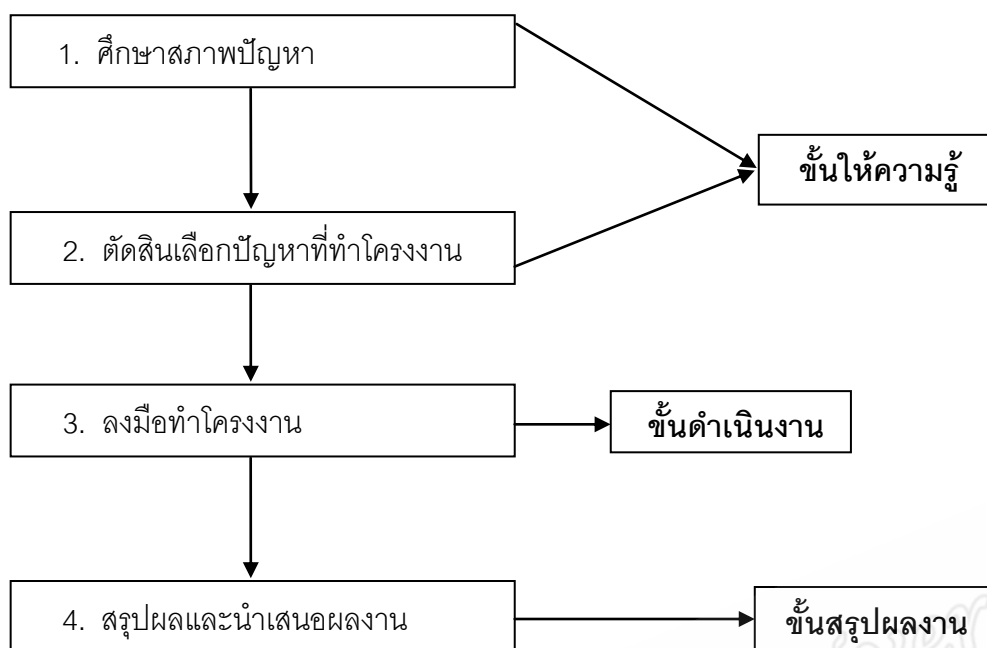 1. ศึกษาสภาพปัญหา
ขั้นให้ความรู้
2. ตัดสินเลือกปัญหาที่ทำโครงงาน
3. ลงมือทำโครงงาน
ขั้นดำเนินงาน
4. สรุปผลและนำเสนอผลงาน
ขั้นสรุปผลงาน